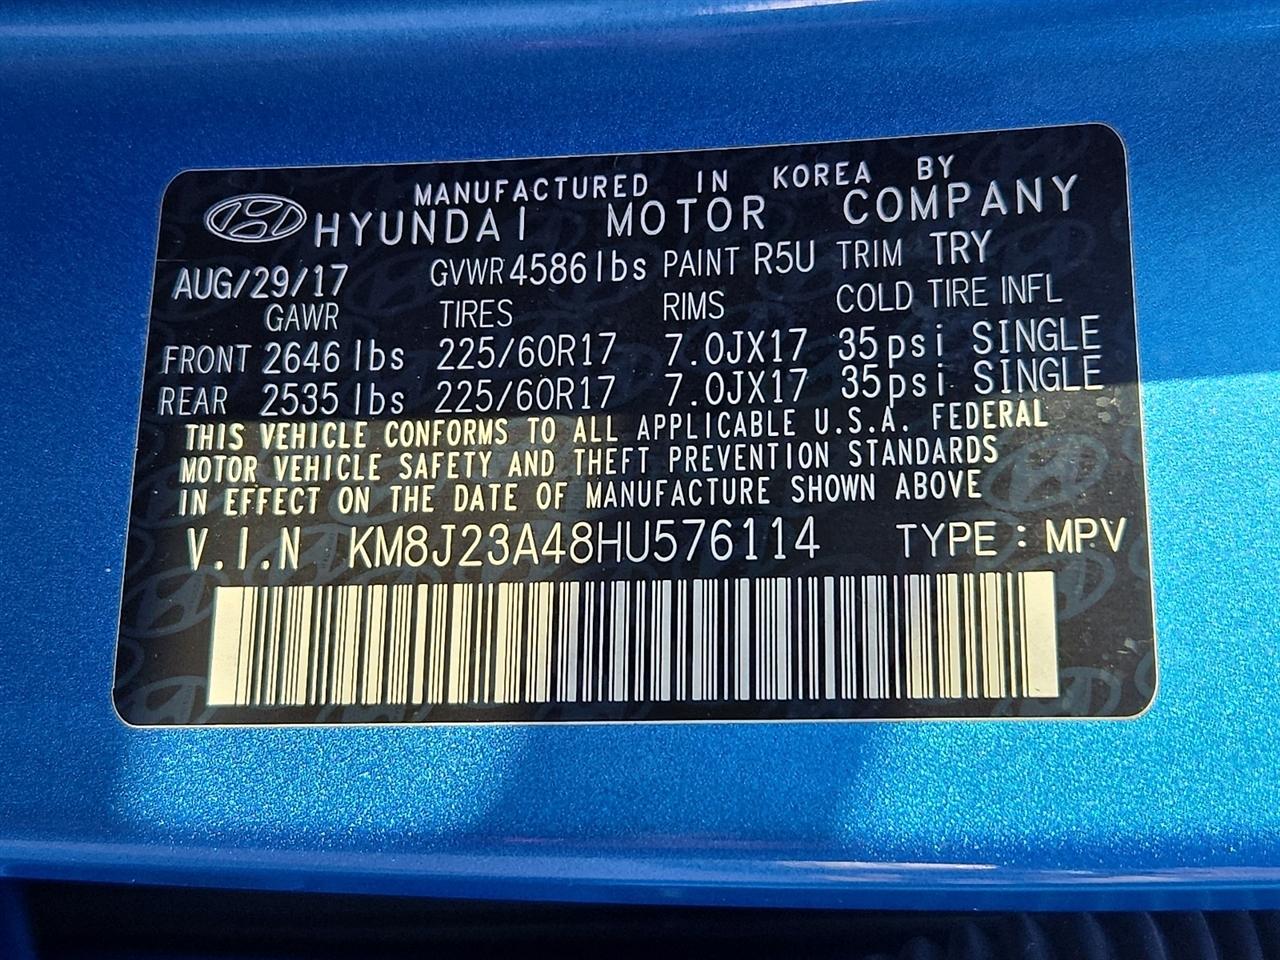 MANUFACTURED IN KOREA BY
HYUNDAI MOTOR COMPANY
AUG/29/17 GVWR 4586 lbs PAINT R5U TRIM TRY
GAWR TIRES RIMS COLD TIRE INFL
FRONT 2646 lbs 225/60R17 7.0JX17 35psi SINGLE
REAR 2535 lbs 225/60R17 7.0JX17 35psi SINGLE
THIS VEHICLE CONFORMS TO ALL APPLICABLE U.S.A. FEDERAL
MOTOR VEHICLE SAFETY AND THEFT PREVENTION STANDARDS
IN EFFECT ON THE DATE OF MANUFACTURE SHOWN ABOVE
V.I.N KM8J23A48HU576114 TYPE : MPV